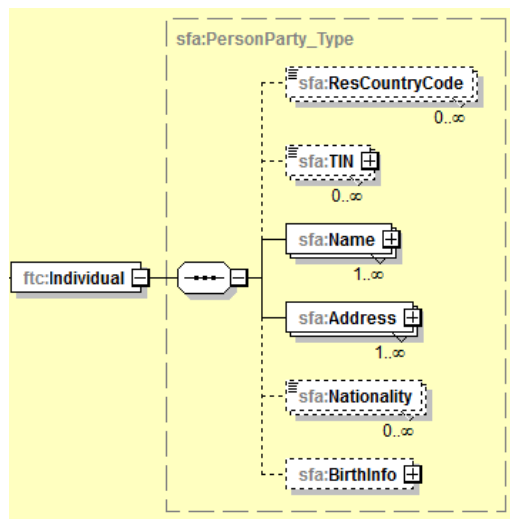 sfa:PersonParty_Type
sfa:ResCountryCode
0..∞
sfa:TIN
0..∞
sfa:Name
1..∞
ftc:Individual
sfa:Address
1..∞
sfa:Nationality
0..∞
sfa:BirthInfo